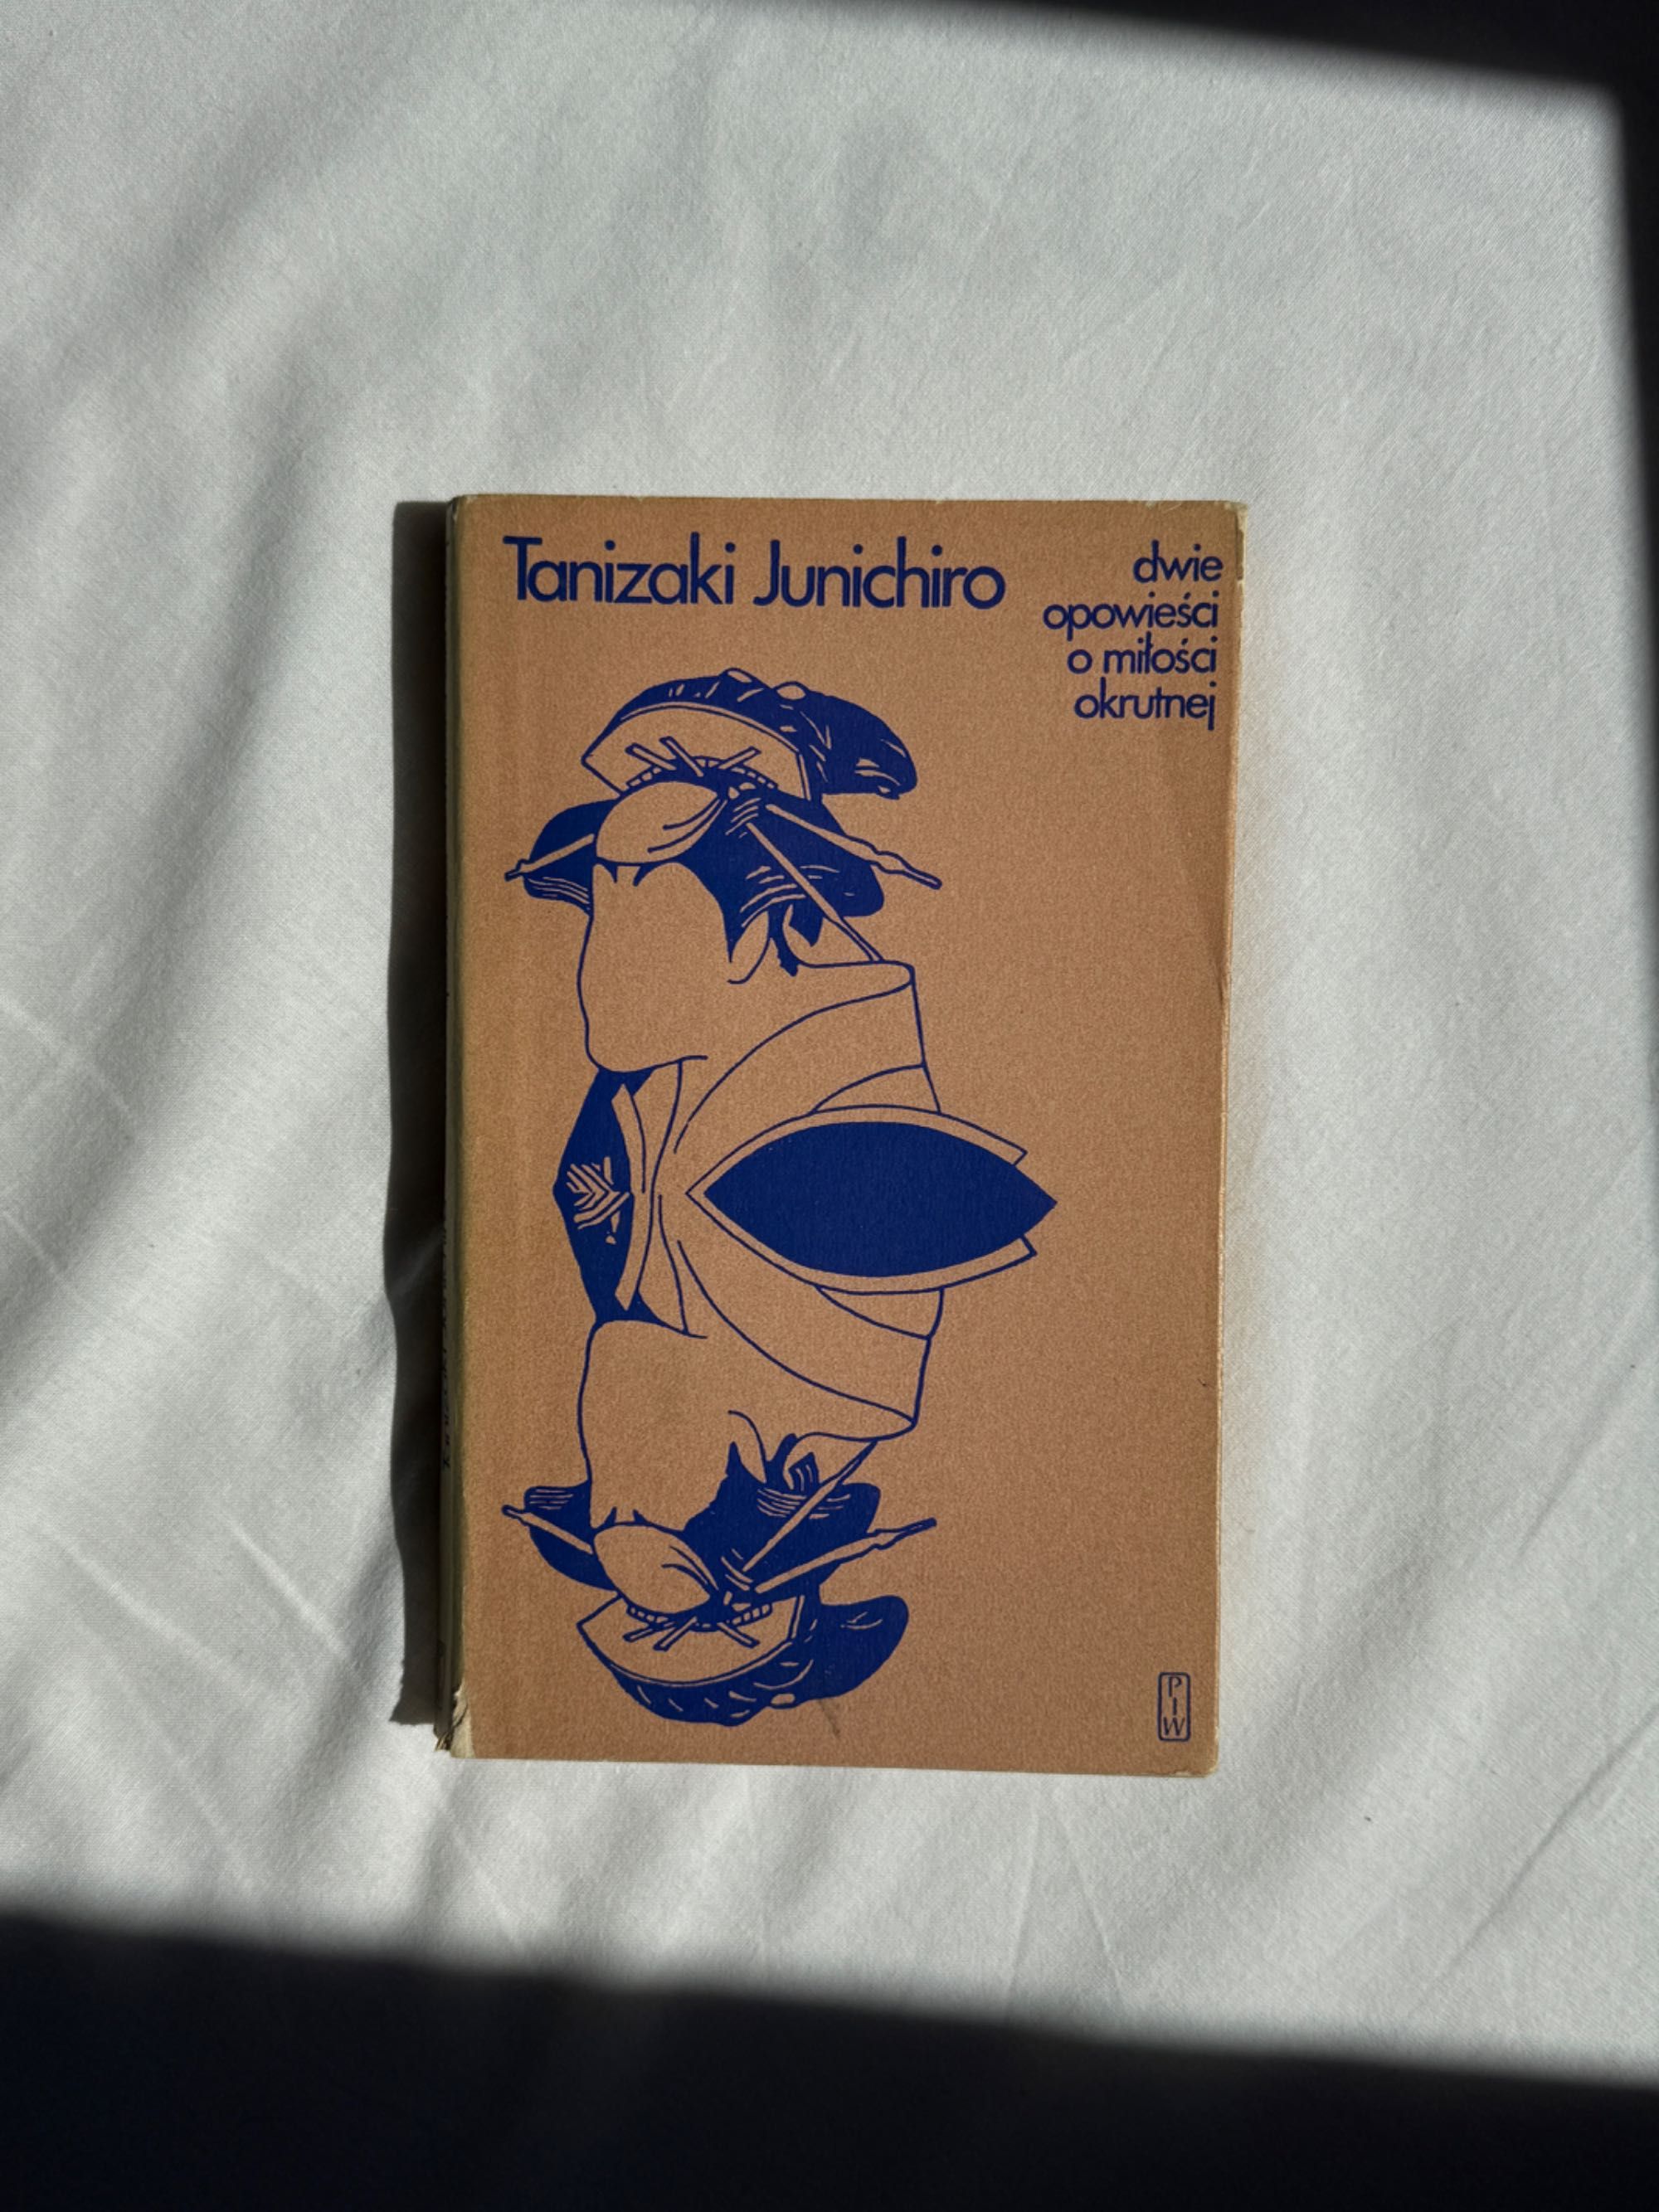 Tanizaki Junichiro
dwie
opowieści
o miłości
okrutnej
P
I
W